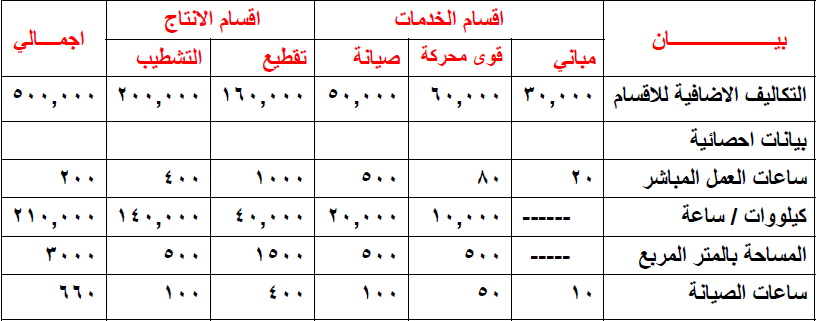 بيـــــــــــــــــــان اقسام الخدمات اقسام الانتاج اجمـــالي
مباني قوى محركة صيانة تقطيع التشطيب
التكاليف الاضافية للاقسام ٣٠,٠٠٠ ٦٠,٠٠٠ ٥٠,٠٠٠ ١٦٠,٠٠٠ ٢٠٠,٠٠٠ ٥٠٠,٠٠٠
بيانات احصائية
ساعات العمل المباشر ٢٠ ٨٠ ٥٠٠ ١٠٠٠ ٤٠٠ ٢٠٠
كيلووات / ساعة ------ ١٠,٠٠٠ ٢٠,٠٠٠ ٤٠,٠٠٠ ١٤٠,٠٠٠ ٢١٠,٠٠٠
المساحة بالمتر المربع ----- ٥٠٠ ٥٠٠ ١٥٠٠ ٥٠٠ ٣٠٠٠
ساعات الصيانة ١٠ ٥٠ ١٠٠ ٤٠٠ ١٠٠ ٦٦٠